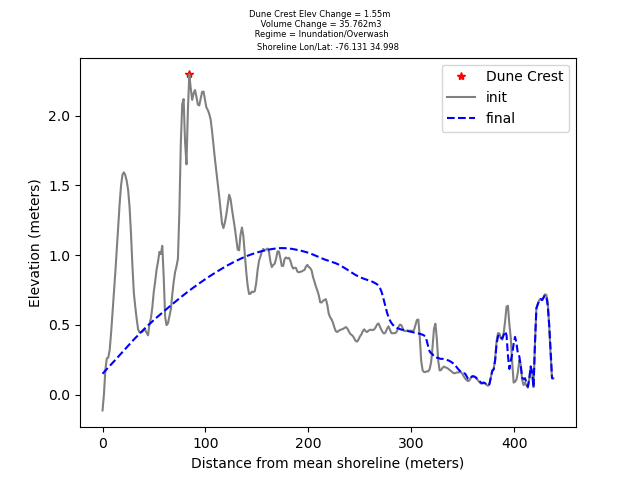 Dune Crest Elev Change = 1.55m
Volume Change = 35.762m3
Regime = Inundation/Overwash
Shoreline Lon/Lat: -76.131 34.998
Dune Crest
init
final
Elevation (meters)
2.0
1.5
1.0
0.5
0.0
0 100 200 300 400
Distance from mean shoreline (meters)